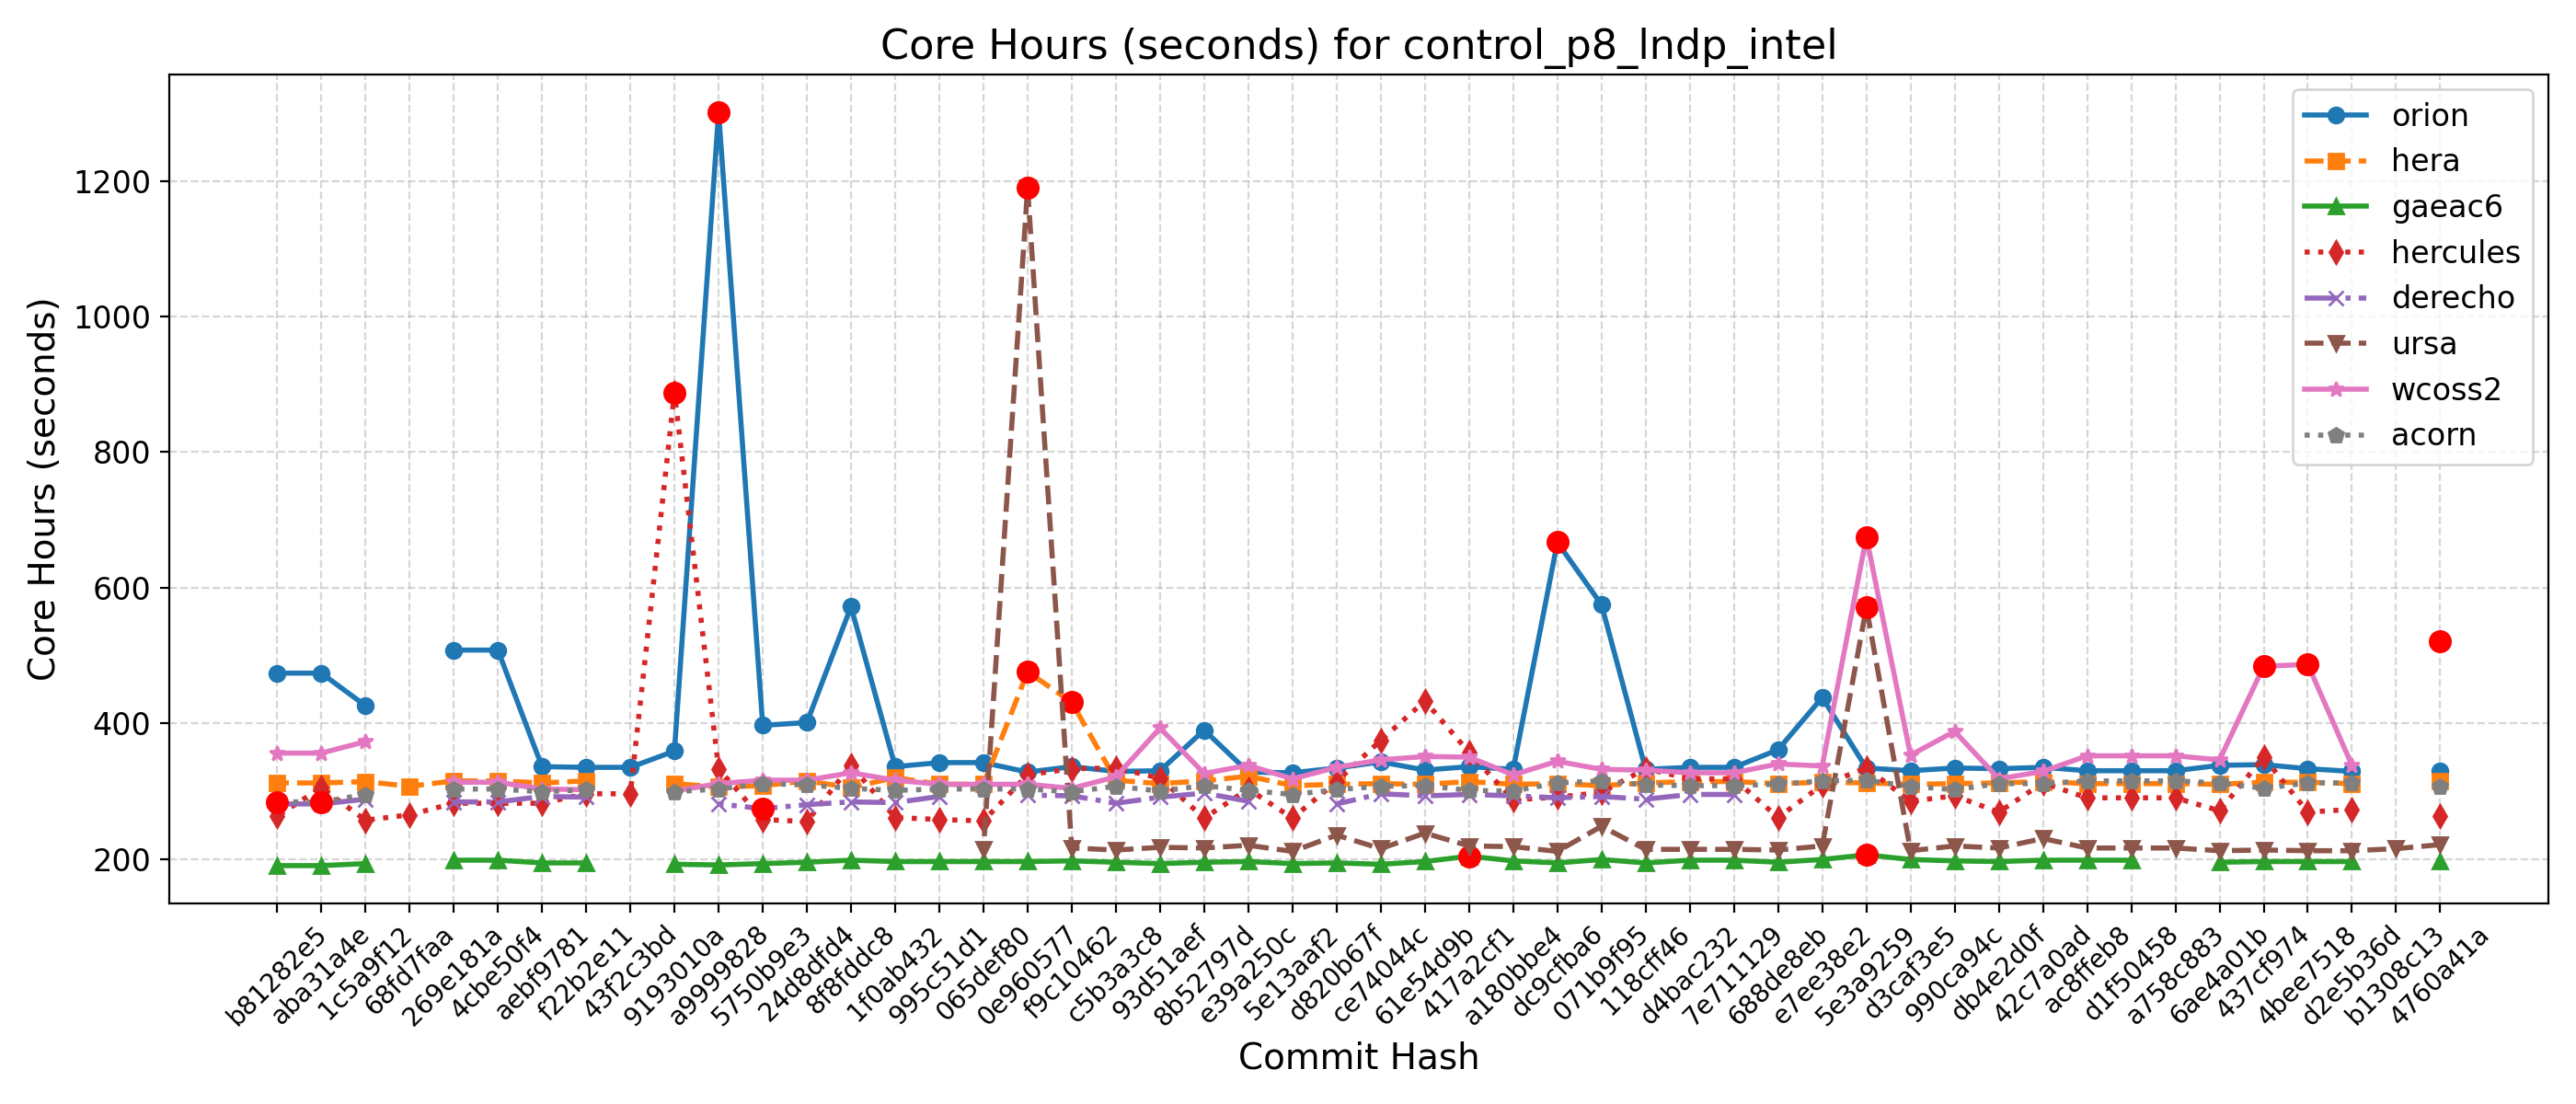 Core Hours (seconds) for control_p8_lndp_intel
Core Hours (seconds)
1200
1000
800
600
400
200
orion
hera
gaeac6
hercules
derecho
ursa
wcoss2
acorn
b81282e5
aba31a4e
1c5a9f12
68fd7faa
269e181a
4cbe50f4
aebf9781
f22b2e11
43f2c3bd
9193010a
a9999828
5750b9e3
24d8dfd4
8f8fddc8
1f0ab432
995c51d1
065def80
0e960577
f9c10462
c5b3a3c8
93d51aef
8b52797d
e39a250c
5e13aaf2
d820b67f
ce74044c
61e54d9b
417a2cf1
a180bbe4
dc9cfba6
071b9f95
118cff46
d4bac232
7e711129
688de8eb
e7ee38e2
5e3a9259
d3caf3e5
990ca94c
db4e2d0f
42c7a0ad
ac8ffeb8
d1f50458
a758c883
6ae4a01b
437cf974
4bee7518
d2e5b36d
b1308c13
4760a41a
Commit Hash